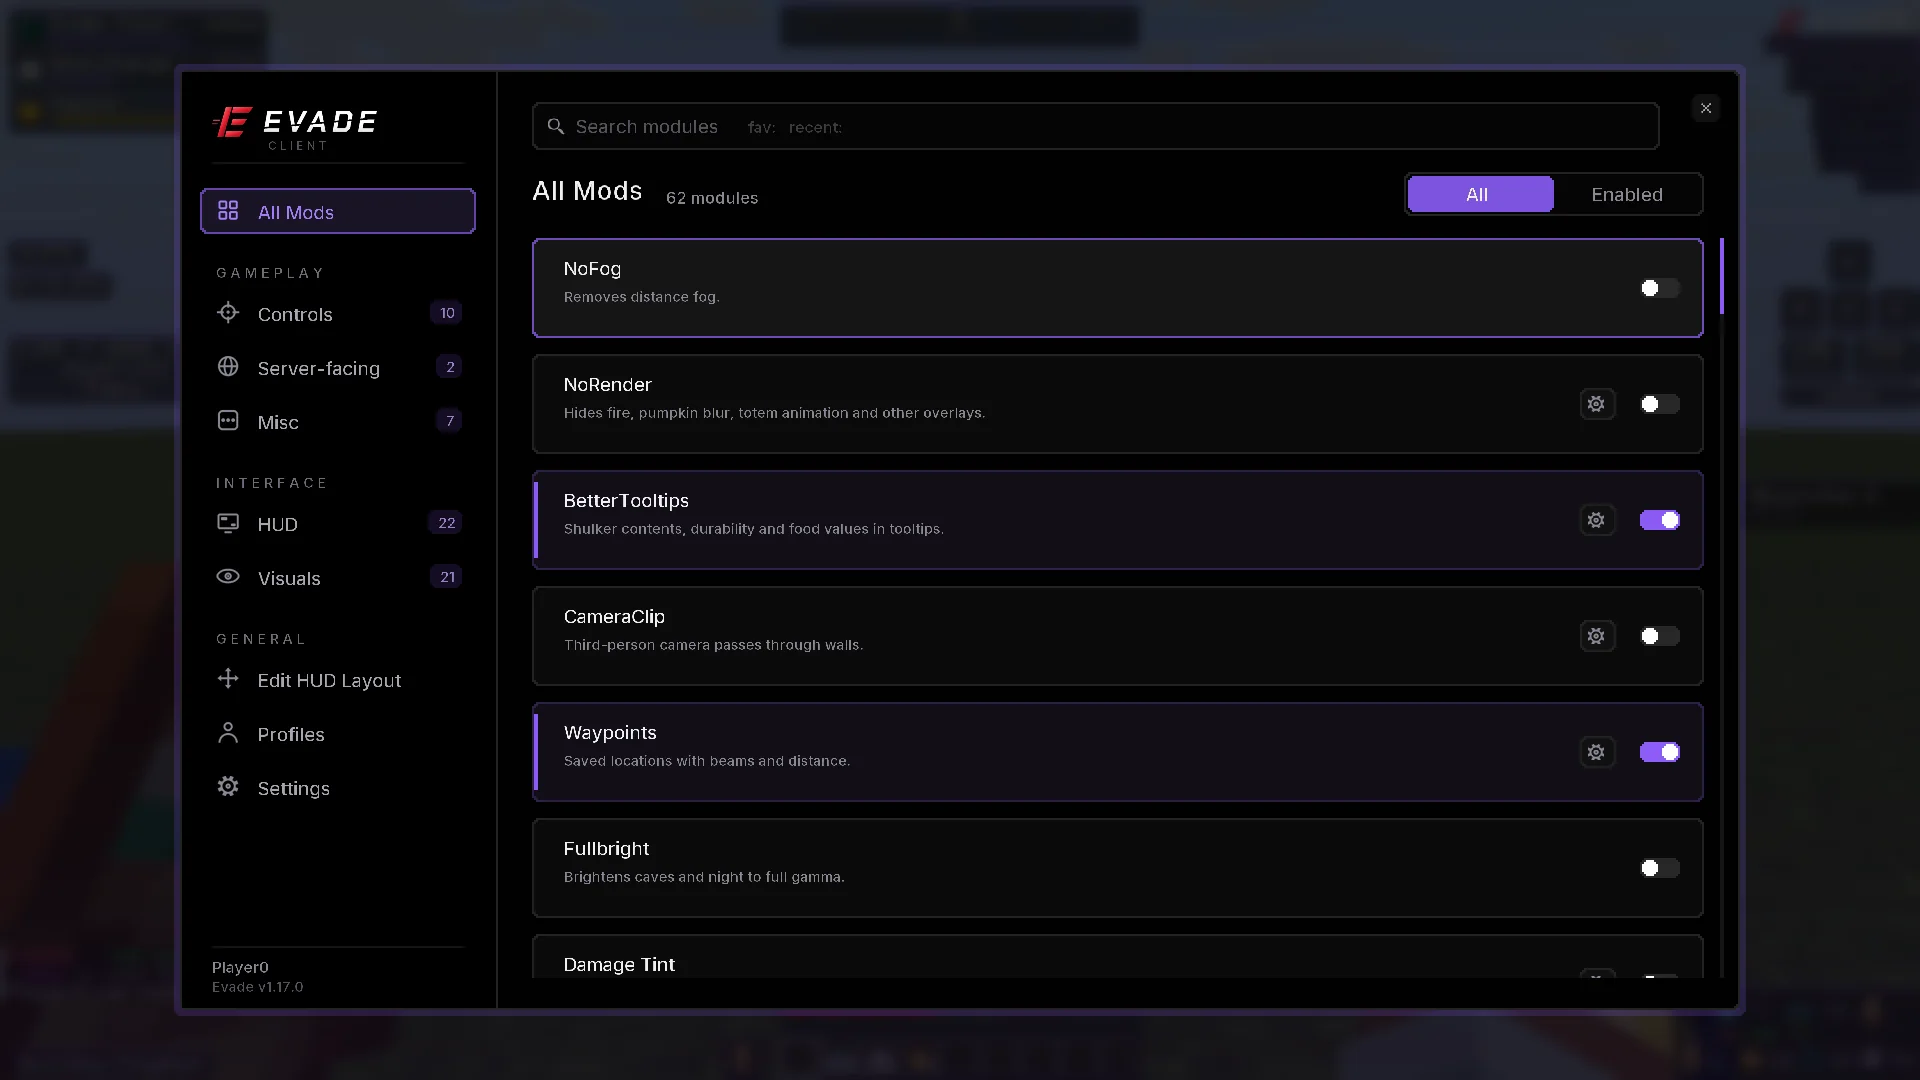 EVADE
CLIENT
Search modules fav: recent:
All Mods 62 modules
All Enabled
All Mods
GAMEPLAY
Controls 10
Server-facing 2
Misc 7
INTERFACE
HUD 22
Visuals 21
GENERAL
Edit HUD Layout
Profiles
Settings
Player0
Evade v1.17.0
NoFog
Removes distance fog.
NoRender
Hides fire, pumpkin blur, totem animation and other overlays.
BetterTooltips
Shulker contents, durability and food values in tooltips.
CameraClip
Third-person camera passes through walls.
Waypoints
Saved locations with beams and distance.
Fullbright
Brightens caves and night to full gamma.
Damage Tint